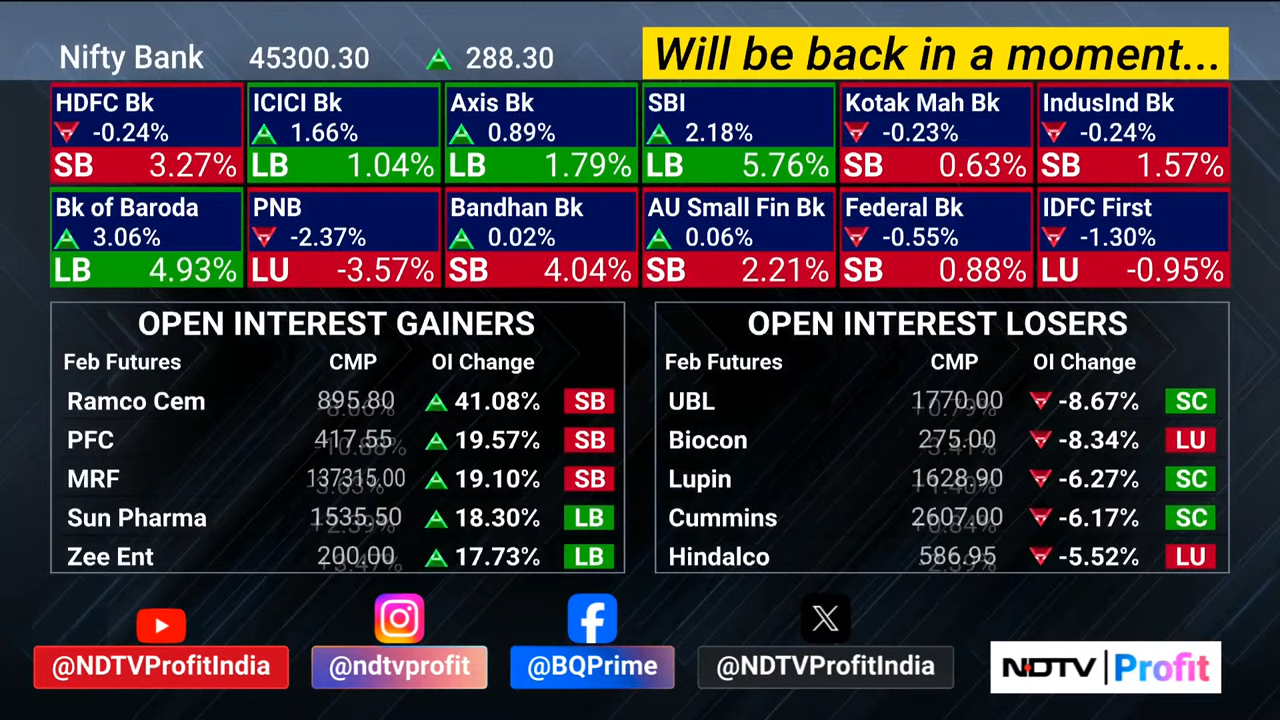 Nifty Bank 45300.30 288.30 Will be back in a moment...
HDFC Bk ICICI Bk Axis Bk SBI Kotak Mah Bk IndusInd Bk
-0.24% 1.66% 0.89% 2.18% -0.23% -0.24%
SB 3.27% LB 1.04% LB 1.79% LB 5.76% SB 0.63% SB 1.57%
Bk of Baroda PNB Bandhan Bk AU Small Fin Bk Federal Bk IDFC First
3.06% -2.37% 0.02% 0.06% -0.55% -1.30%
LB 4.93% LU -3.57% SB 4.04% SB 2.21% SB 0.88% LU -0.95%
OPEN INTEREST GAINERS
Feb Futures CMP OI Change
Ramco Cem 895.80 41.08% SB
PFC 417.55 19.57% SB
MRF 137315.00 19.10% SB
Sun Pharma 1535.50 18.30% LB
Zee Ent 200.00 17.73% LB
OPEN INTEREST LOSERS
Feb Futures CMP OI Change
UBL 1770.00 -8.67% SC
Biocon 275.00 -8.34% LU
Lupin 1628.90 -6.27% SC
Cummins 2607.00 -6.17% SC
Hindalco 586.95 -5.52% LU
@NDTVProfitIndia @ndtvprofit @BQPrime @NDTVProfitIndia
NDTV Profit